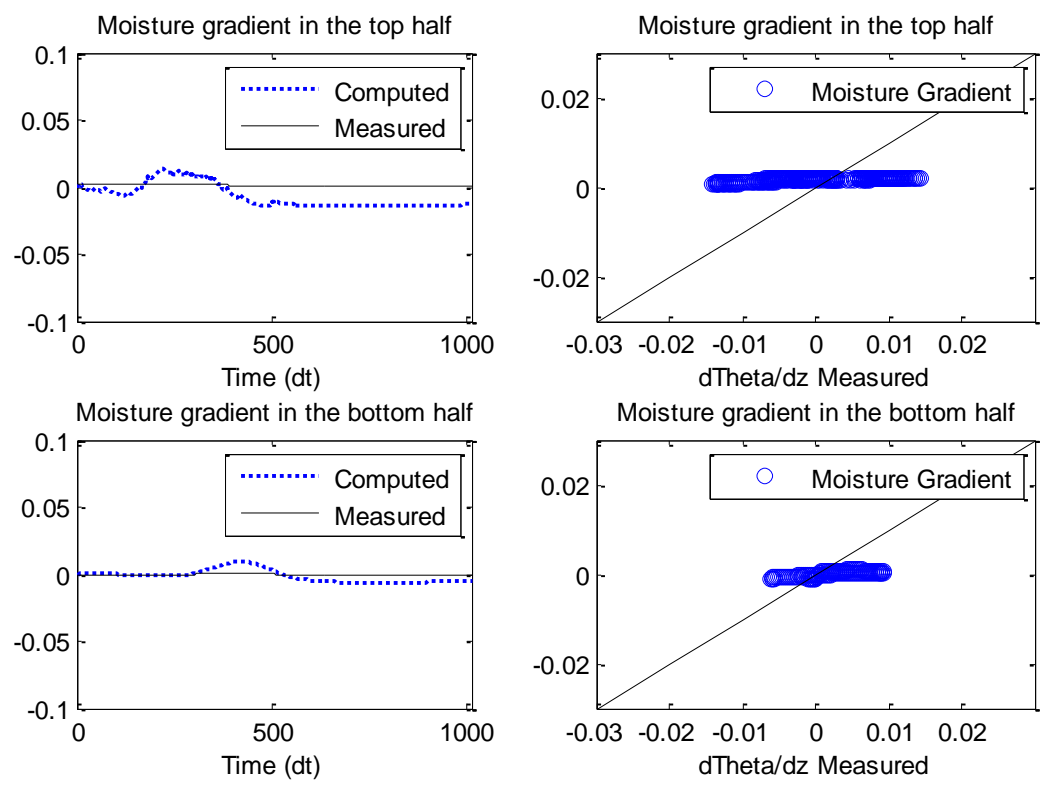 Moisture gradient in the top half
0.1
0.05
0
-0.05
-0.1
Computed
Measured
0
500
1000
Time (dt)
Moisture gradient in the top half
0.02
0
-0.02
Moisture Gradient
-0.03 -0.02 -0.01 0 0.01 0.02
dTheta/dz Measured
Moisture gradient in the bottom half
0.1
0.05
0
-0.05
-0.1
Computed
Measured
0
500
1000
Time (dt)
Moisture gradient in the bottom half
0.02
0
-0.02
Moisture Gradient
-0.03 -0.02 -0.01 0 0.01 0.02
dTheta/dz Measured